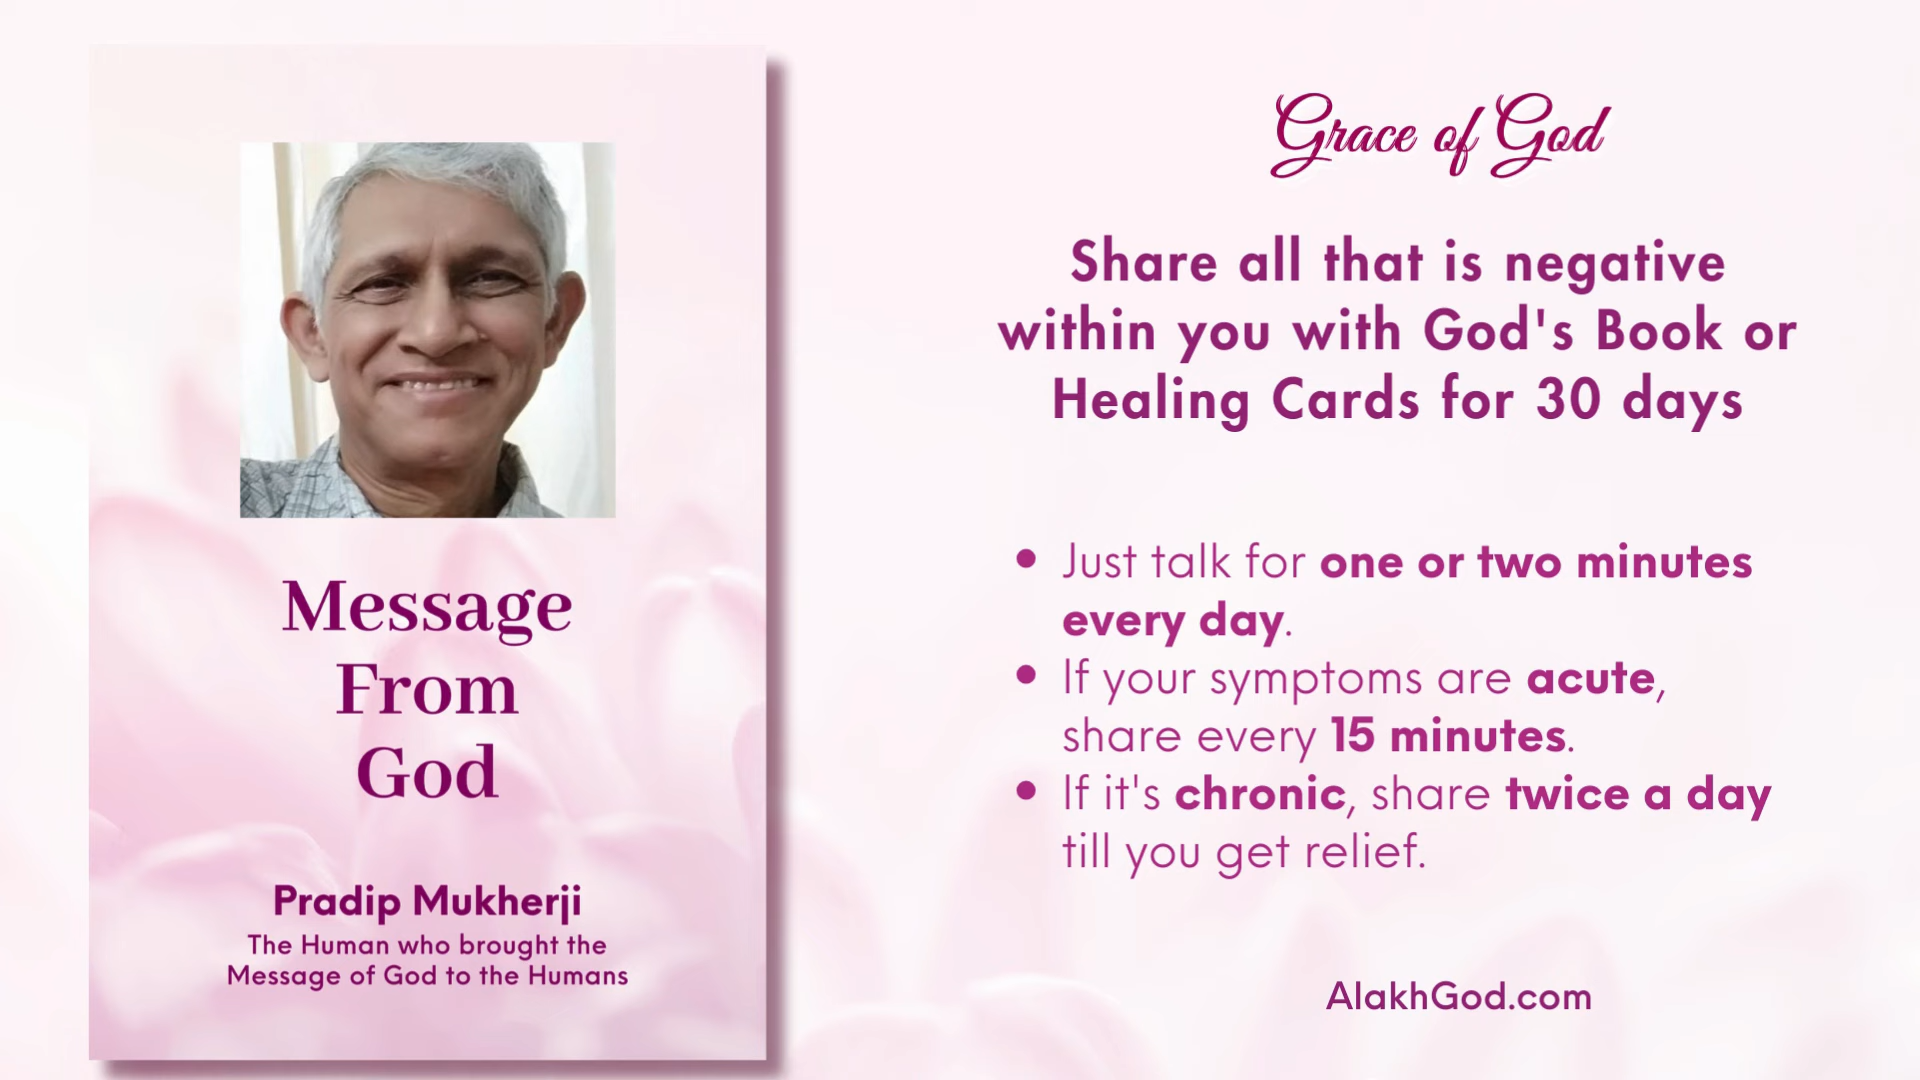 Message
From
God
Pradip Mukherji
The Human who brought the
Message of God to the Humans
Grace of God
Share all that is negative
within you with God's Book or
Healing Cards for 30 days
• Just talk for one or two minutes
every day.
• If your symptoms are acute,
share every 15 minutes.
• If it's chronic, share twice a day
till you get relief.
AlakhGod.com